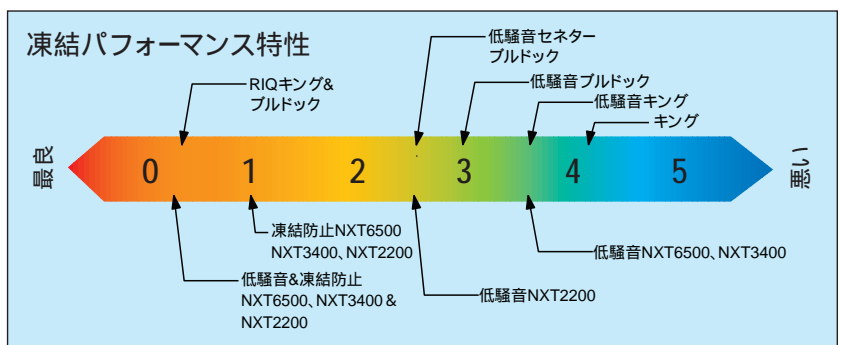 凍結パフォーマンス特性
RIQキング&
ブルドック
低騒音セネター
ブルドック
低騒音ブルドック
低騒音キング
キング
最良
0 1 2 3 4 5
悪い
凍結防止NXT6500
NXT3400、NXT2200
低騒音&凍結防止
NXT6500、NXT3400 &
NXT2200
低騒音NXT2200
低騒音NXT6500、NXT3400